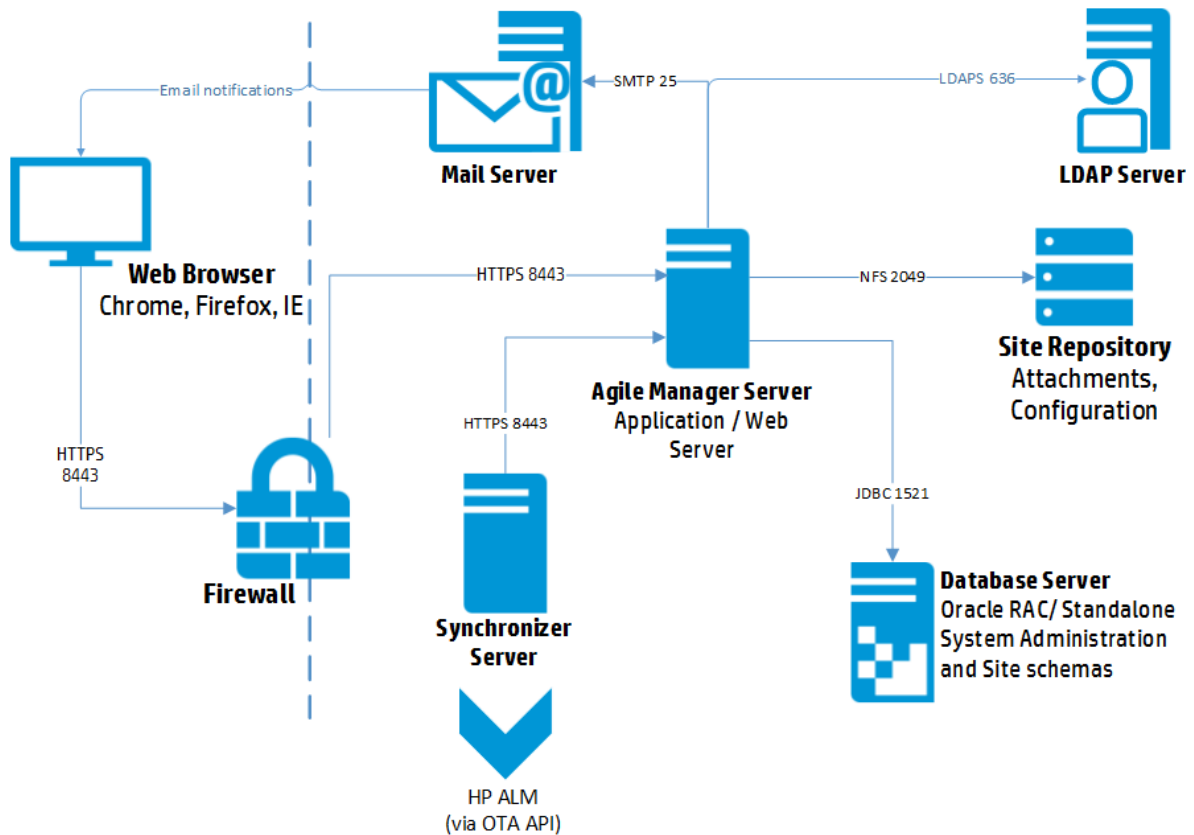 Email notifications
SMTP 25
LDAPS 636
@
Mail Server
LDAP Server
Web Browser
Chrome, Firefox, IE
HTTPS 8443
NFS 2049
Site Repository
Attachments,
Configuration
Agile Manager Server
Application / Web
Server
HTTPS 8443
HTTPS
8443
JDBC 1521
Firewall
Synchronizer
Server
Database Server
Oracle RAC/ Standalone
System Administration
and Site schemas
HP ALM
(via OTA API)